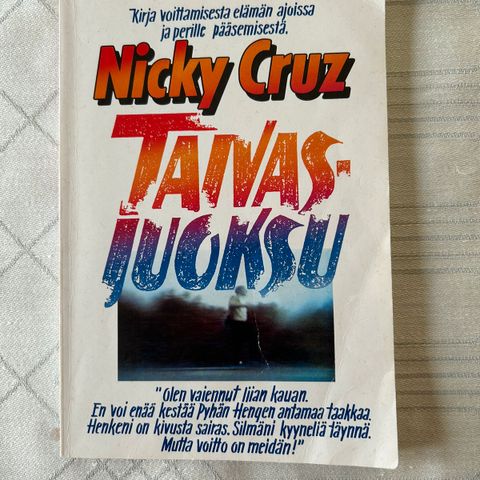 "Kirja voittamisesta elämän ajoissa
ja perille pääsemisestä.
Nicky Cruz
TAIVAS-
JUOKSU
"Olen vaiennut liian kauan.
En voi enää kestää Pyhän Hengen antamaa taakkaa.
Henkeni on kivusta sairas. Silmäni kyyneliä täynnä.
Mutta voitto on meidän!"